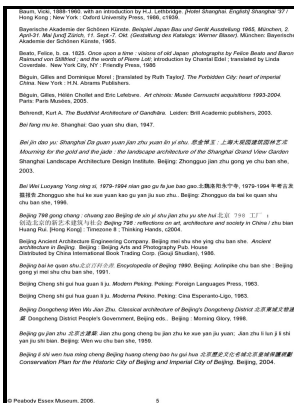 Baum, Vicki, 1888-1960. with an introduction by H.J. Lethbridge. [Hotel Shanghai. English] Shanghai '37 /
Hong Kong ; New York : Oxford University Press, 1986, c1939.
Bayerische Akademie der Schönen Künste. Beispiel Japan Bau und Gerät Ausstellung 1965, München, 2.
April-31. Mai [und] Zürich, 11. Sept.-7. Okt. (Gestaltung des Katalogs: Werner Blaser). München: Bayerische
Akademie der Schönen Künste, 1965.
Beato, Felice, b. ca. 1825. Once upon a time : visions of old Japan photographs by Felice Beato and Baron
Raimund von Stillfried ; and the words of Pierre Loti; introduction by Chantal Edel ; translated by Linda
Coverdale. New York City, NY : Friendly Press, 1986
Béguin, Gilles and Dominique Morel ; [translated by Ruth Taylor]. The Forbidden City: heart of imperial
China. New York : H.N. Abrams Publishers.
Béguin, Gilles, Hélèn Chollet and Eric Lefebvre. Art chinois: Musée Cernuschi acquisitions 1993-2004.
Paris: Paris Musées, 2005.
Behrendt, Kurt A. The Buddhist Architecture of Gandhāra. Leiden: Brill Academic publishers, 2003.
Bei fang mu ke. Shanghai: Gao yuan shu dian, 1947.
Bei jin dao yu: Shanghai Da guan yuan jian zhu yuan lin yi shu. 悲金悼玉：上海大观园建筑园林艺术
Mourning for the gold and the jade : the landscape architecture of the Shanghai Grand View Garden
Shanghai Landscape Architecture Design Institute. Beijing: Zhongguo jian zhu gong ye chu ban she,
2003.
Bei Wei Luoyang Yong ning si, 1979-1994 nian gao gu fa jue bao gao.北魏洛阳永宁寺, 1979-1994 年考古发
掘报告 Zhongguo she hui ke xue yuan kao gu yan jiu suo zhu.. Beijing: Zhongguo da bai ke quan shu
chu ban she, 1996.
Beijing 798 gong chang : chuang zao Beijing de xin yi shu jian zhu yu she hui 北京 798 工厂 :
创造北京的新艺术建筑与社会 Beijing 798 : reflections on art, architecture and society in China / bian zhu
Huang Rui. [Hong Kong] : Timezone 8 ; Thinking Hands, c2004.
Beijing Ancient Architecture Engineering Company. Beijing mei shu she ying chu ban she. Ancient
architecture in Beijing. Beijing : Beijing Arts and Photography Pub. House
Distributed by China International Book Trading Corp. (Gouji Shudian), 1986.
Beijing bai ke quan shu北京百科全書. Encyclopedia of Beijing 1990, Beijing: Aolinpike chu ban she : Beijing
gong yi mei shu chu ban she, 1991.
Beijing Cheng shi gui hua guan li ju. Modern Peking. Peking: Foreign Languages Press, 1983.
Beijing Cheng shi gui hua guan li ju. Moderna Pekino. Pekino: Cina Esperanto-Ligo, 1983.
Beijing Dongcheng Wen Wu Jian Zhu. Classical architecture of Beijing's Dongcheng District 北京東城文物建
築 Dongcheng District People's Government, Beijing eds.. Beijing : Morning Glory, 1998.
Beijing gu jian zhu 北京古建築. Jian zhu gong cheng bu jian zhu ke xue yan jiu yuan; Jian zhu li lun ji li shi
yan jiu shi bian. Beijing: Wen wu chu ban she, 1959.
Beijing li shi wen hua ming cheng Beijing huang cheng bao hu gui hua 北京歷史文化名城北京皇城保護規劃
Conservation Plan for the Historic City of Beijing and Imperial City of Beijing. Beijing, 2004.
© Peabody Essex Museum, 2006. 5